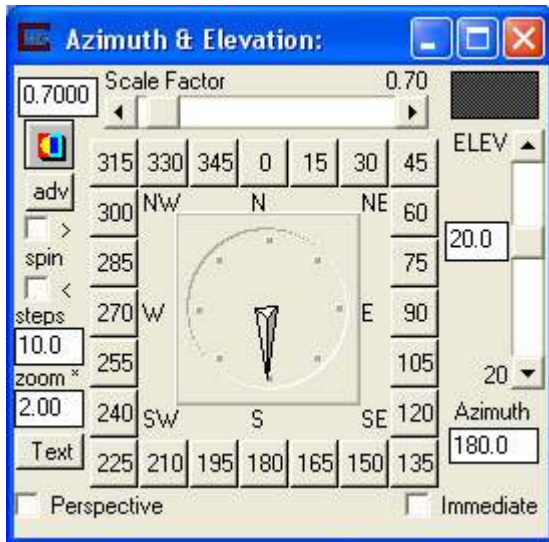 Azimuth & Elevation:
0.7000 Scale Factor 0.70
315 330 345 0 15 30 45 ELEV
adv 300 NW N NE 60
> 20.0
spin 285 75
<
steps 270 W E 90
10.0 255 105
zoom * 20
2.00 240 SW S SE 120 Azimuth
Text 225 210 195 180 165 150 135 180.0
Perspective Immediate